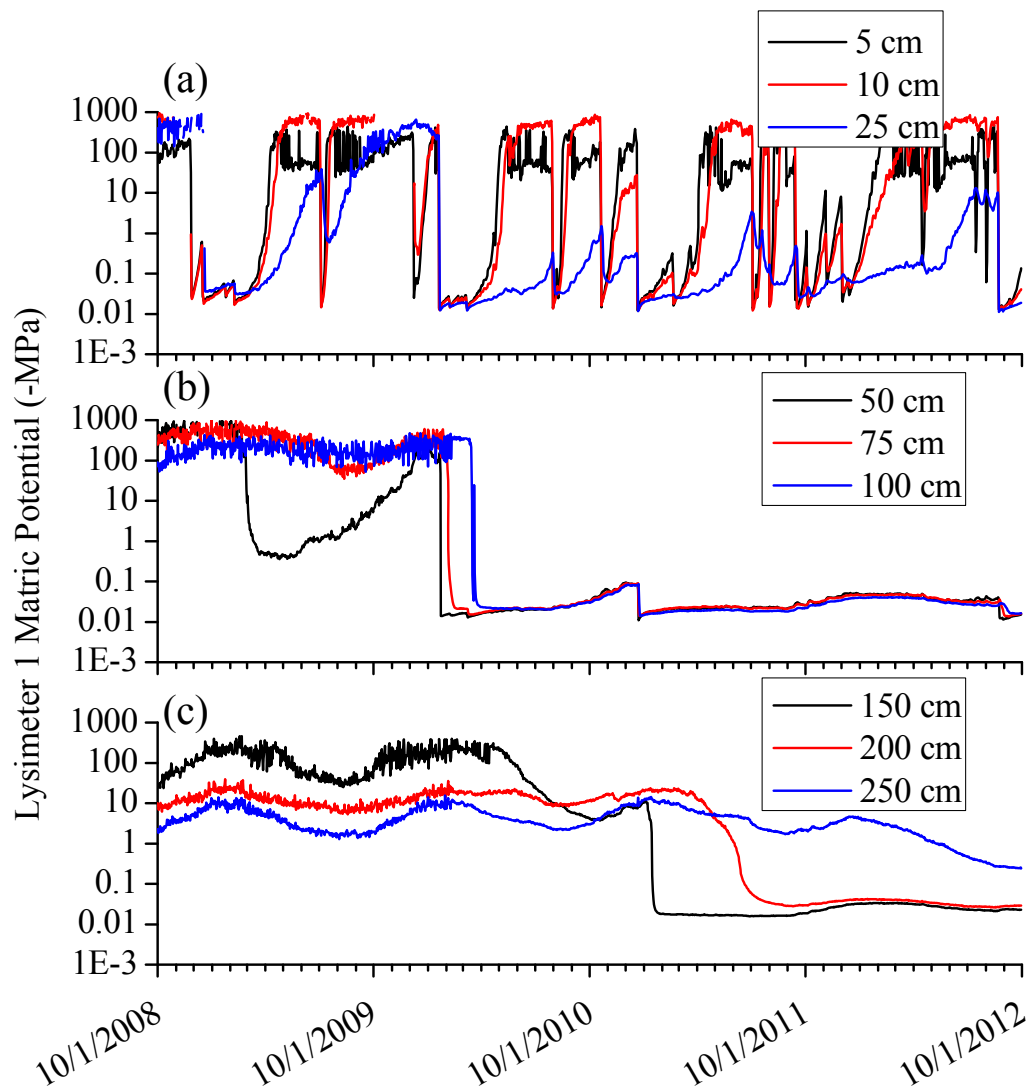 Lysimeter 1 Matric Potential (-MPa)
(a)
5 cm
10 cm
25 cm
1000
100
10
1
0.1
0.01
1E-3
(b)
50 cm
75 cm
100 cm
1000
100
10
1
0.1
0.01
1E-3
(c)
150 cm
200 cm
250 cm
1000
100
10
1
0.1
0.01
1E-3
10/1/2008
10/1/2009
10/1/2010
10/1/2011
10/1/2012